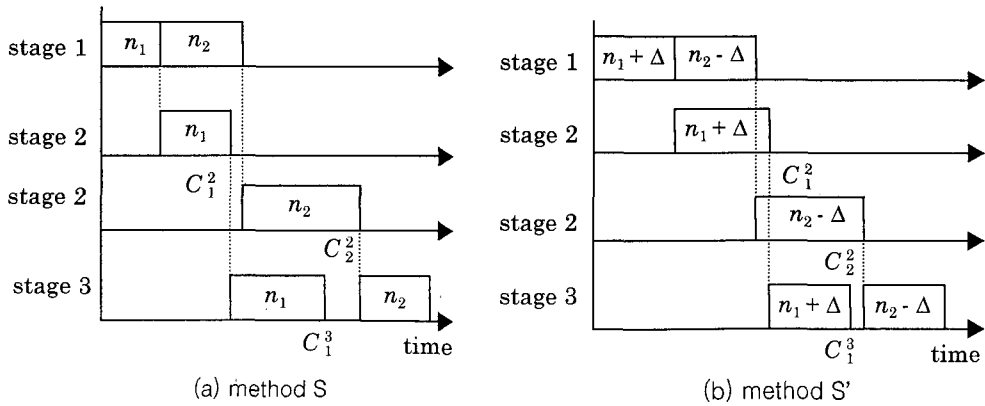 stage 1
n₁
n₂
stage 2
n₁
C₁²
stage 2
n₂
C₂²
stage 3
n₁
n₂
C₁³
time
(a) method S
stage 1
n₁ + Δ
n₂ - Δ
stage 2
n₁ + Δ
C₁²
stage 2
n₂ - Δ
C₂²
stage 3
n₁ + Δ
n₂ - Δ
C₁³
time
(b) method S'